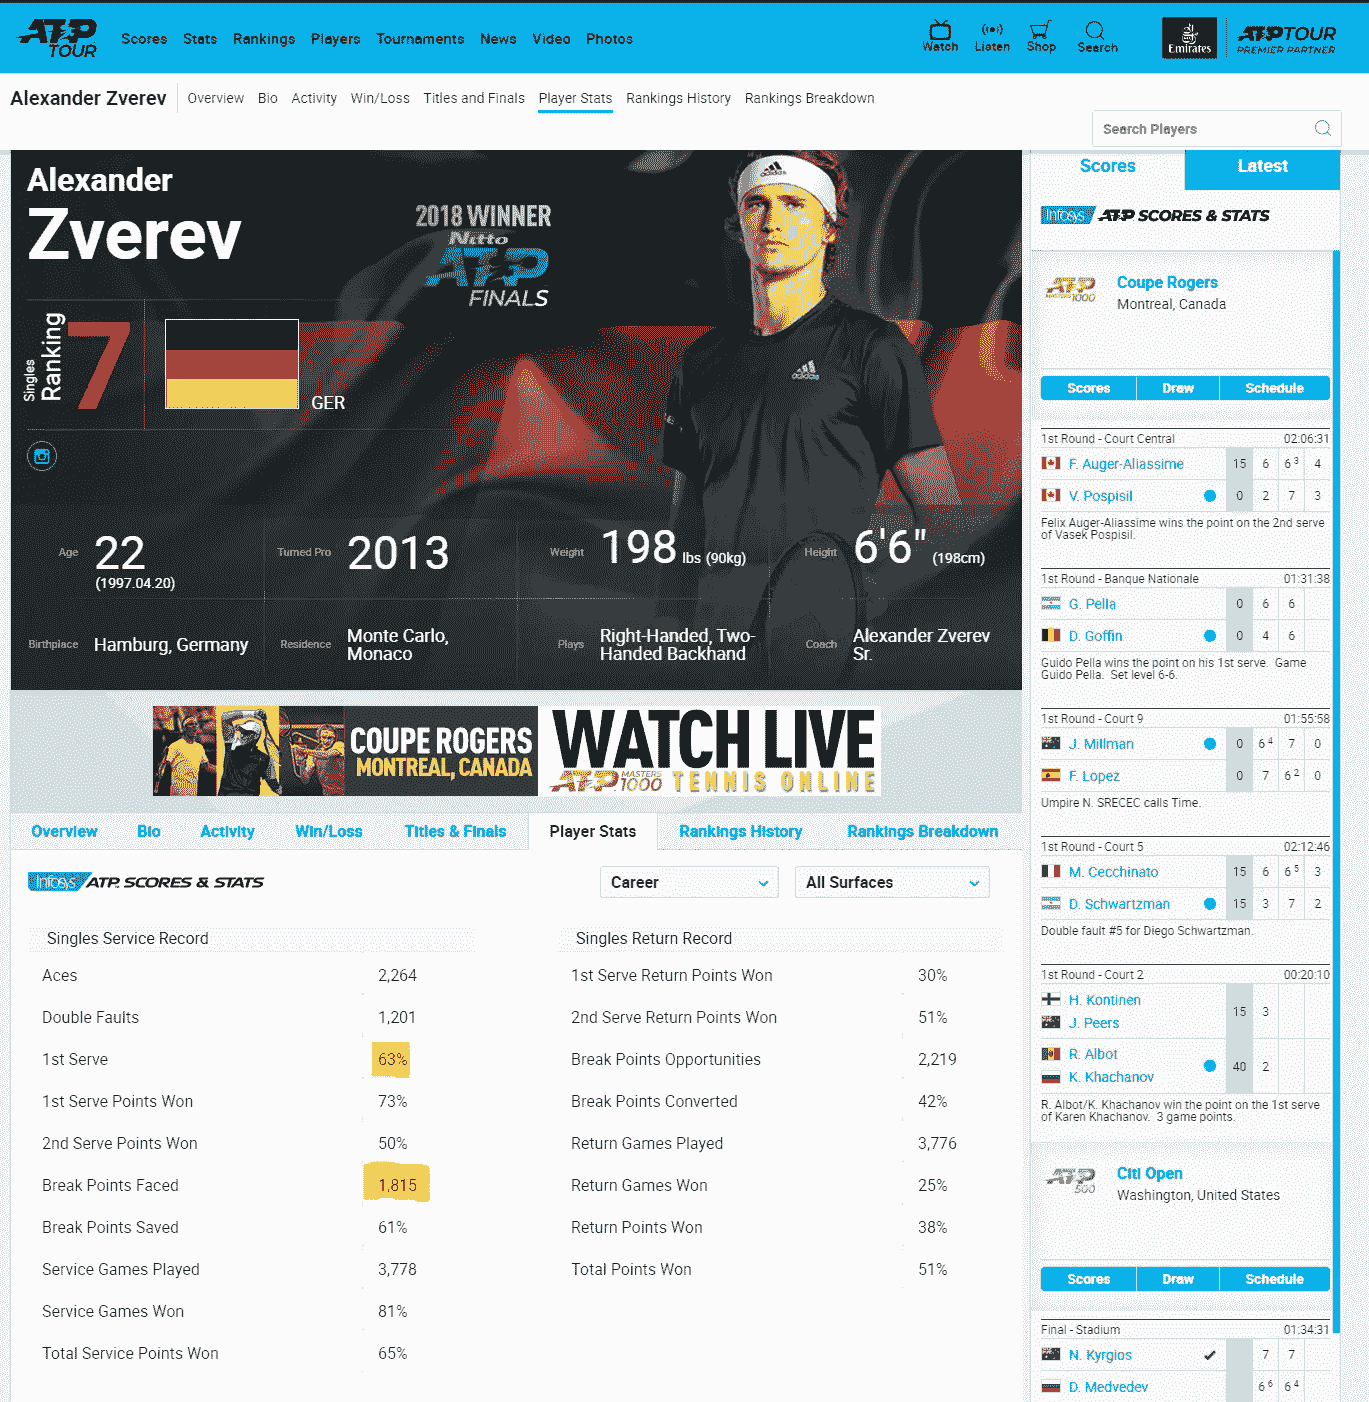 ATP TOUR
Scores Stats Rankings Players Tournaments News Video Photos
Watch Listen Shop Search
Emirates
ATP TOUR
PREMIER PARTNER
Alexander Zverev
Overview Bio Activity Win/Loss Titles and Finals Player Stats Rankings History Rankings Breakdown
Search Players
Alexander
Zverev
2018 WINNER
Nitto
ATP
FINALS
adidas
adidas
Singles
Ranking
7
GER
Age 22
(1997.04.20)
Turned Pro 2013
Weight 198 lbs (90kg)
Height 6'6" (198cm)
Birthplace Hamburg, Germany
Residence Monte Carlo,
Monaco
Plays Right-Handed, Two-
Handed Backhand
Coach Alexander Zverev
Sr.
COUPE ROGERS
MONTREAL, CANADA
WATCH LIVE
ATP MASTERS 1000 TENNIS ONLINE
Overview Bio Activity Win/Loss Titles & Finals Player Stats Rankings History Rankings Breakdown
Infosys ATP. SCORES & STATS
Career
All Surfaces
Singles Service Record
Aces 2,264
Double Faults 1,201
1st Serve 63%
1st Serve Points Won 73%
2nd Serve Points Won 50%
Break Points Faced 1,815
Break Points Saved 61%
Service Games Played 3,778
Service Games Won 81%
Total Service Points Won 65%
Singles Return Record
1st Serve Return Points Won 30%
2nd Serve Return Points Won 51%
Break Points Opportunities 2,219
Break Points Converted 42%
Return Games Played 3,776
Return Games Won 25%
Return Points Won 38%
Total Points Won 51%
Scores Latest
Infosys ATP SCORES & STATS
ATP MASTERS 1000
Coupe Rogers
Montreal, Canada
Scores Draw Schedule
1st Round - Court Central 02:06:31
F. Auger-Aliassime 15 6 6 3 4
V. Pospisil 0 2 7 3
Felix Auger-Aliassime wins the point on the 2nd serve
of Vasek Pospisil.
1st Round - Banque Nationale 01:31:38
G. Pella 0 6 6
D. Goffin 0 4 6
Guido Pella wins the point on his 1st serve. Game
Guido Pella. Set level 6-6.
1st Round - Court 9 01:55:58
J. Millman 0 6 4 7 0
F. Lopez 0 7 6 2 0
Umpire N. SRECEC calls Time.
1st Round - Court 5 02:12:46
M. Cecchinato 15 6 6 5 3
D. Schwartzman 15 3 7 2
Double fault #5 for Diego Schwartzman.
1st Round - Court 2 00:20:10
H. Kontinen
J. Peers
15 3
R. Albot
K. Khachanov
40 2
R. Albot/K. Khachanov win the point on the 1st serve
of Karen Khachanov. 3 game points.
ATP 500
Citi Open
Washington, United States
Scores Draw Schedule
Final - Stadium 01:34:31
N. Kyrgios 7 7
D. Medvedev 6 6 6 4